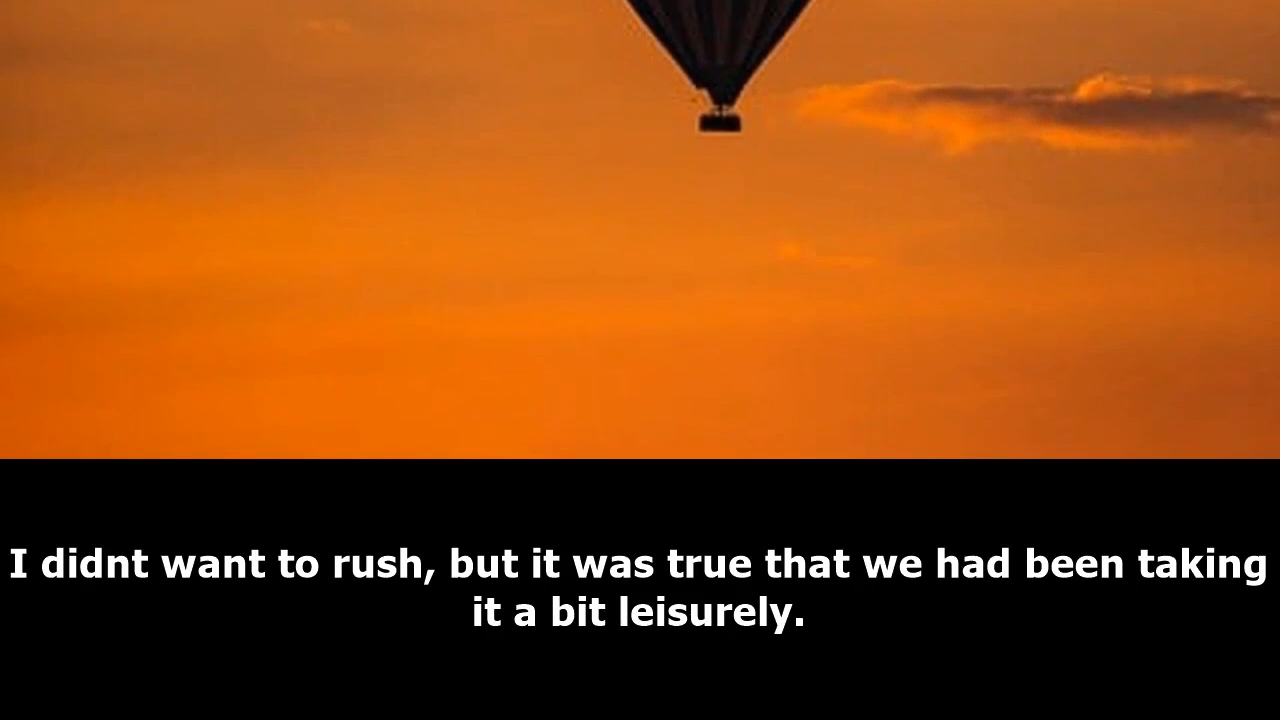 I didnt want to rush, but it was true that we had been taking
it a bit leisurely.